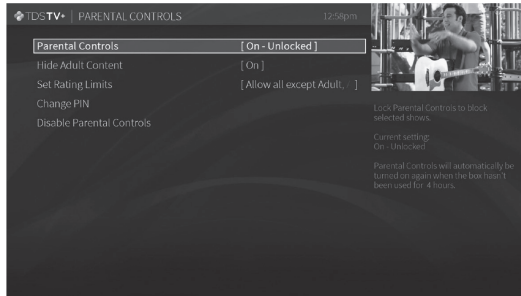 TDSTV+ | PARENTAL CONTROLS 12:58pm
Parental Controls [ On - Unlocked ]
Hide Adult Content [ On ]
Set Rating Limits [ Allow all except Adult, ]
Change PIN
Disable Parental Controls
Lock Parental Controls to block
selected shows.
Current setting:
On - Unlocked
Parental Controls will automatically be
turned on again when the box hasn't
been used for 4 hours.